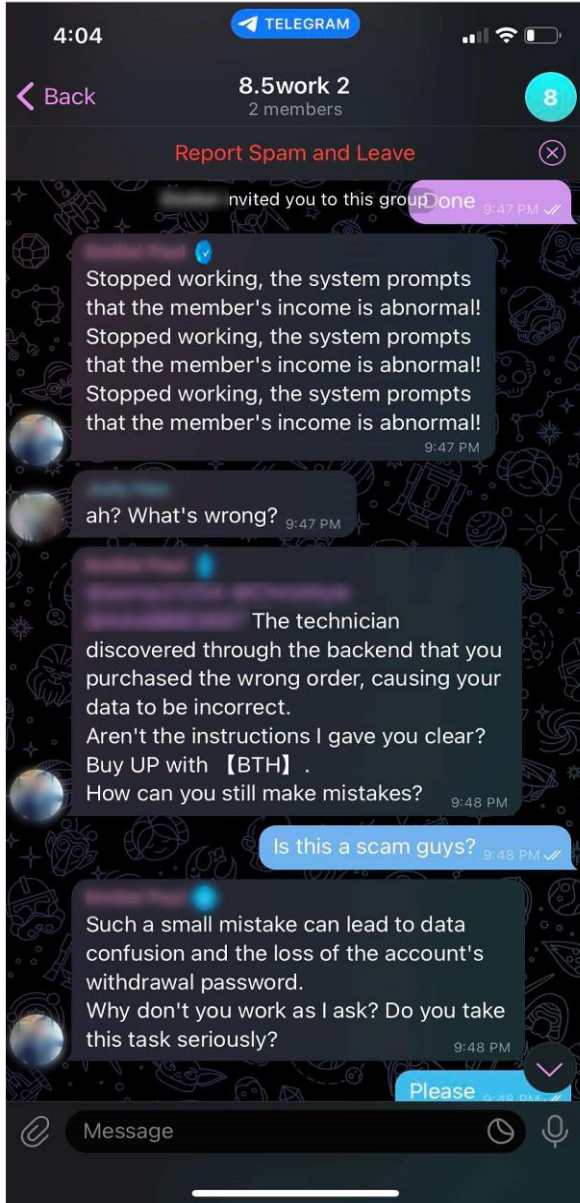 4:04
TELEGRAM
Back
8.5work 2
2 members
8
Report Spam and Leave
nvited you to this group
Done 9:47 PM
Stopped working, the system prompts
that the member's income is abnormal!
Stopped working, the system prompts
that the member's income is abnormal!
Stopped working, the system prompts
that the member's income is abnormal!
9:47 PM
ah? What's wrong? 9:47 PM
The technician
discovered through the backend that you
purchased the wrong order, causing your
data to be incorrect.
Aren't the instructions I gave you clear?
Buy UP with 【BTH】.
How can you still make mistakes? 9:48 PM
Is this a scam guys? 9:48 PM
Such a small mistake can lead to data
confusion and the loss of the account's
withdrawal password.
Why don't you work as I ask? Do you take
this task seriously? 9:48 PM
Please 9:48 PM
Message